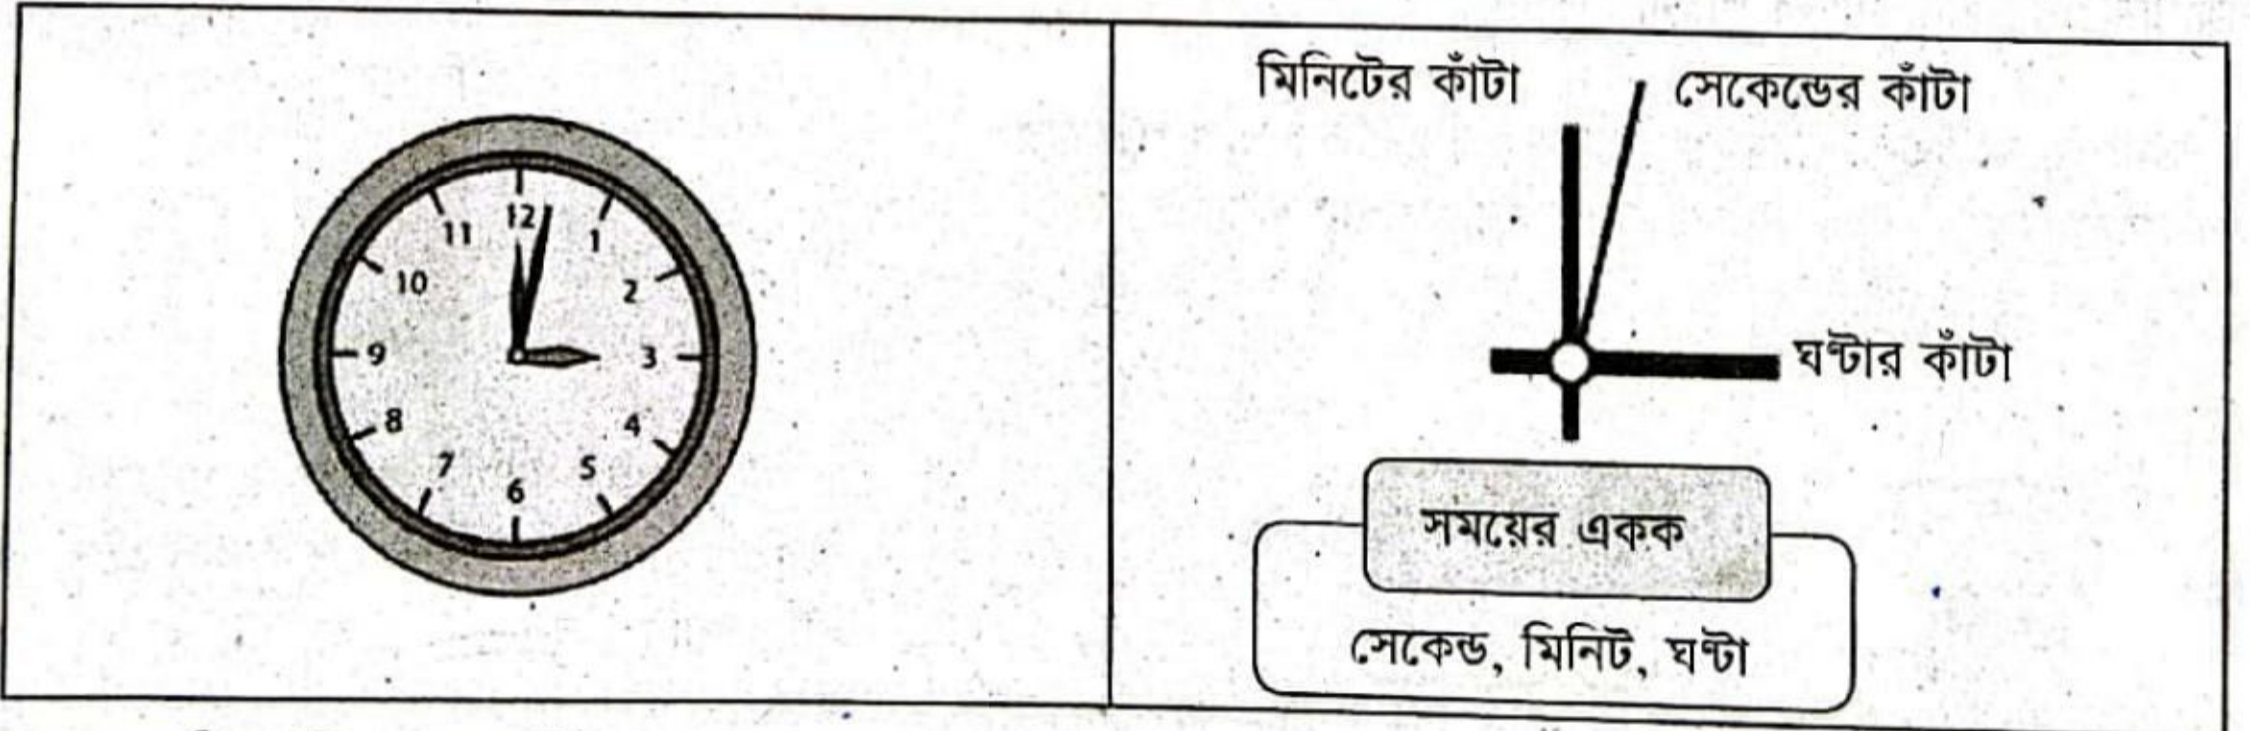 12
11
1
10
2
9
3
8
4
7
5
6
মিনিটের কাঁটা
সেকেন্ডের কাঁটা
ঘণ্টার কাঁটা
সময়ের একক
সেকেন্ড, মিনিট, ঘণ্টা